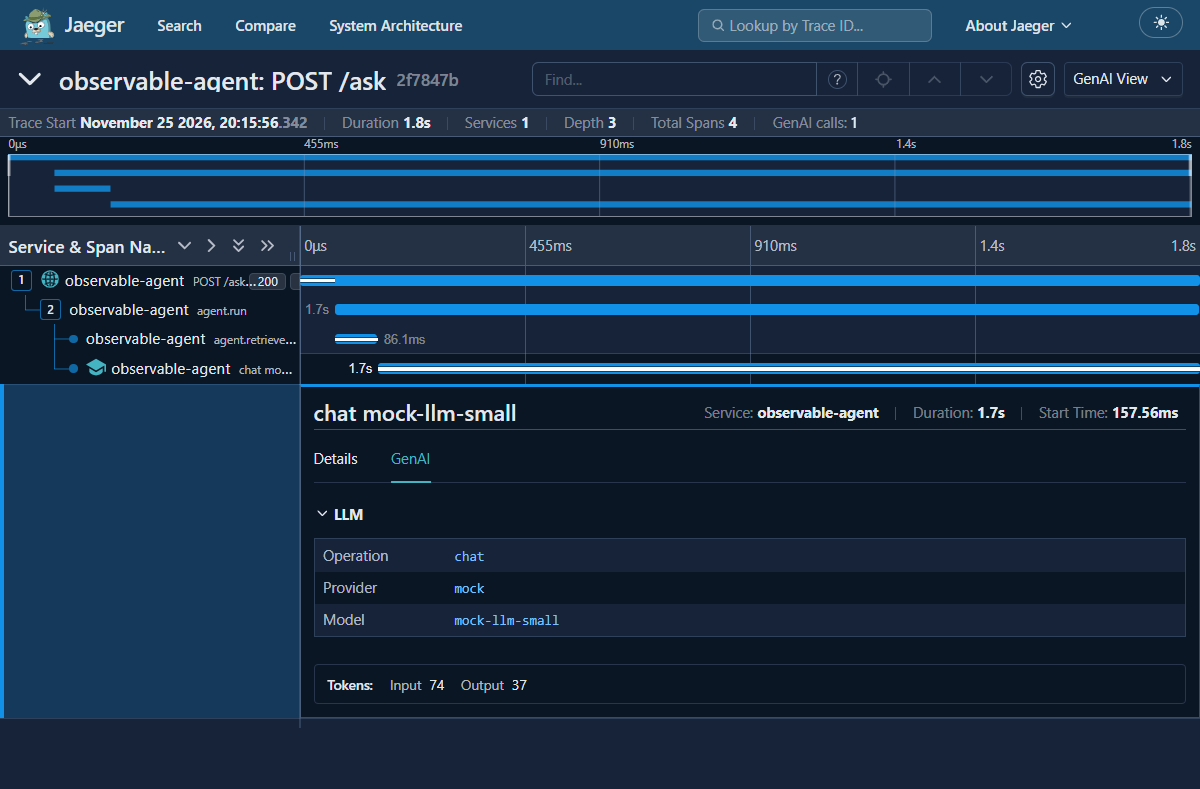 Jaeger Search Compare System Architecture Lookup by Trace ID... About Jaeger
observable-agent: POST /ask 2f7847b Find... ? GenAI View
Trace Start November 25 2026, 20:15:56.342 Duration 1.8s Services 1 Depth 3 Total Spans 4 GenAI calls: 1
0μs 455ms 910ms 1.4s 1.8s
Service & Span Na... 0μs 455ms 910ms 1.4s 1.8s
1 observable-agent POST /ask... 200
2 observable-agent agent.run 1.7s
observable-agent agent.retrieve... 86.1ms
observable-agent chat mo... 1.7s
chat mock-llm-small Service: observable-agent Duration: 1.7s Start Time: 157.56ms
Details GenAI
LLM
Operation chat
Provider mock
Model mock-llm-small
Tokens: Input 74 Output 37